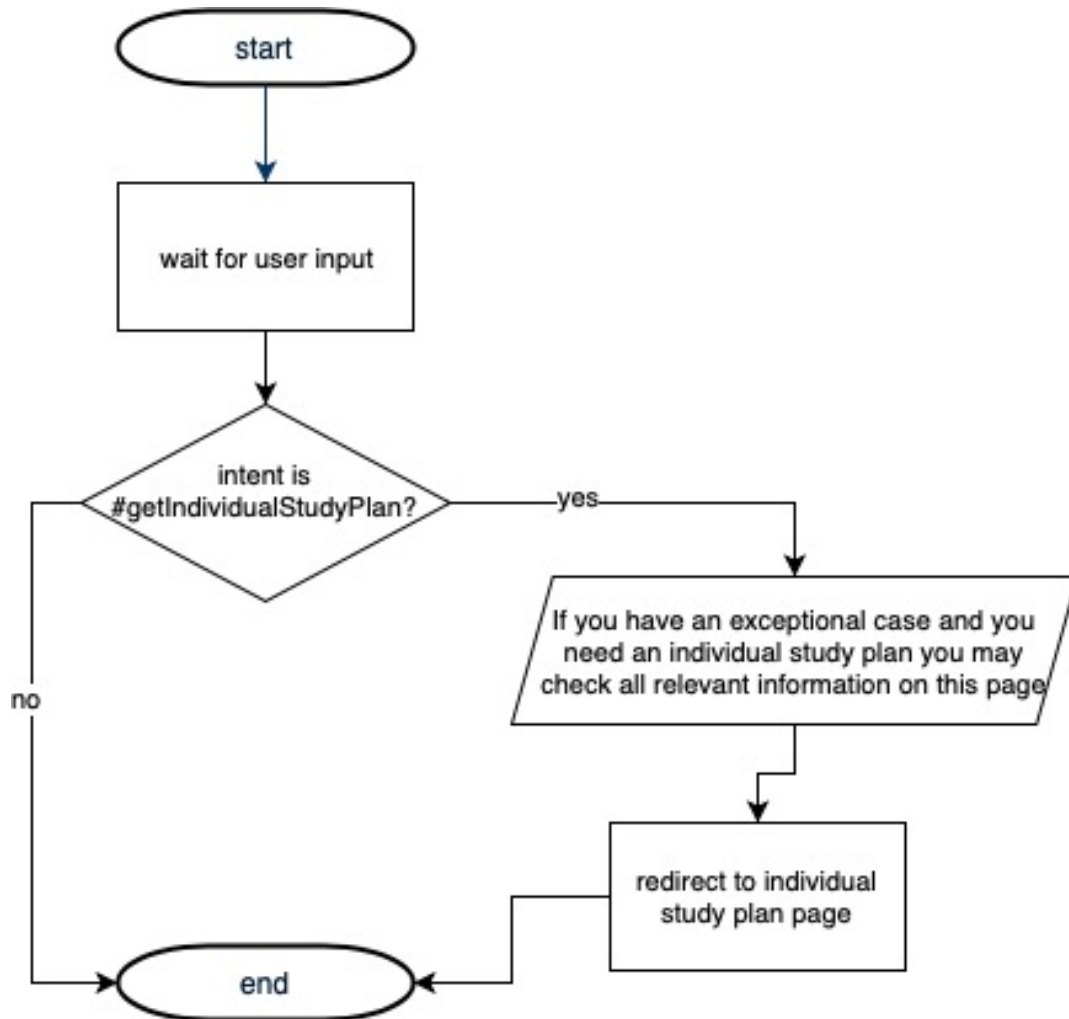 start
wait for user input
intent is
#getIndividualStudyPlan?
yes
If you have an exceptional case and you
need an individual study plan you may
check all relevant information on this page
no
redirect to individual
study plan page
end